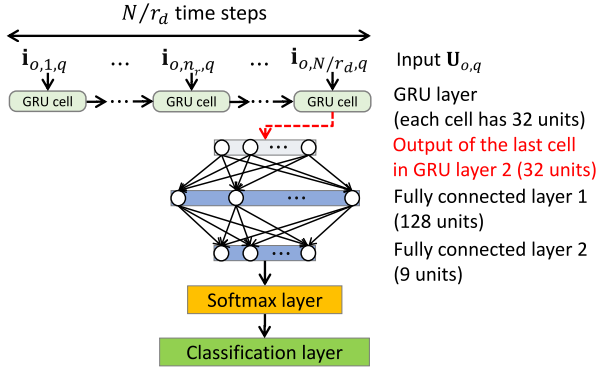 N/r_d time steps
i_{o,1,q} ... i_{o,n_r,q} ... i_{o,N/r_d,q} Input U_{o,q}
GRU cell ... GRU cell ... GRU cell
GRU layer
(each cell has 32 units)
Output of the last cell
in GRU layer 2 (32 units)
...
Fully connected layer 1
(128 units)
...
Fully connected layer 2
(9 units)
...
Softmax layer
Classification layer